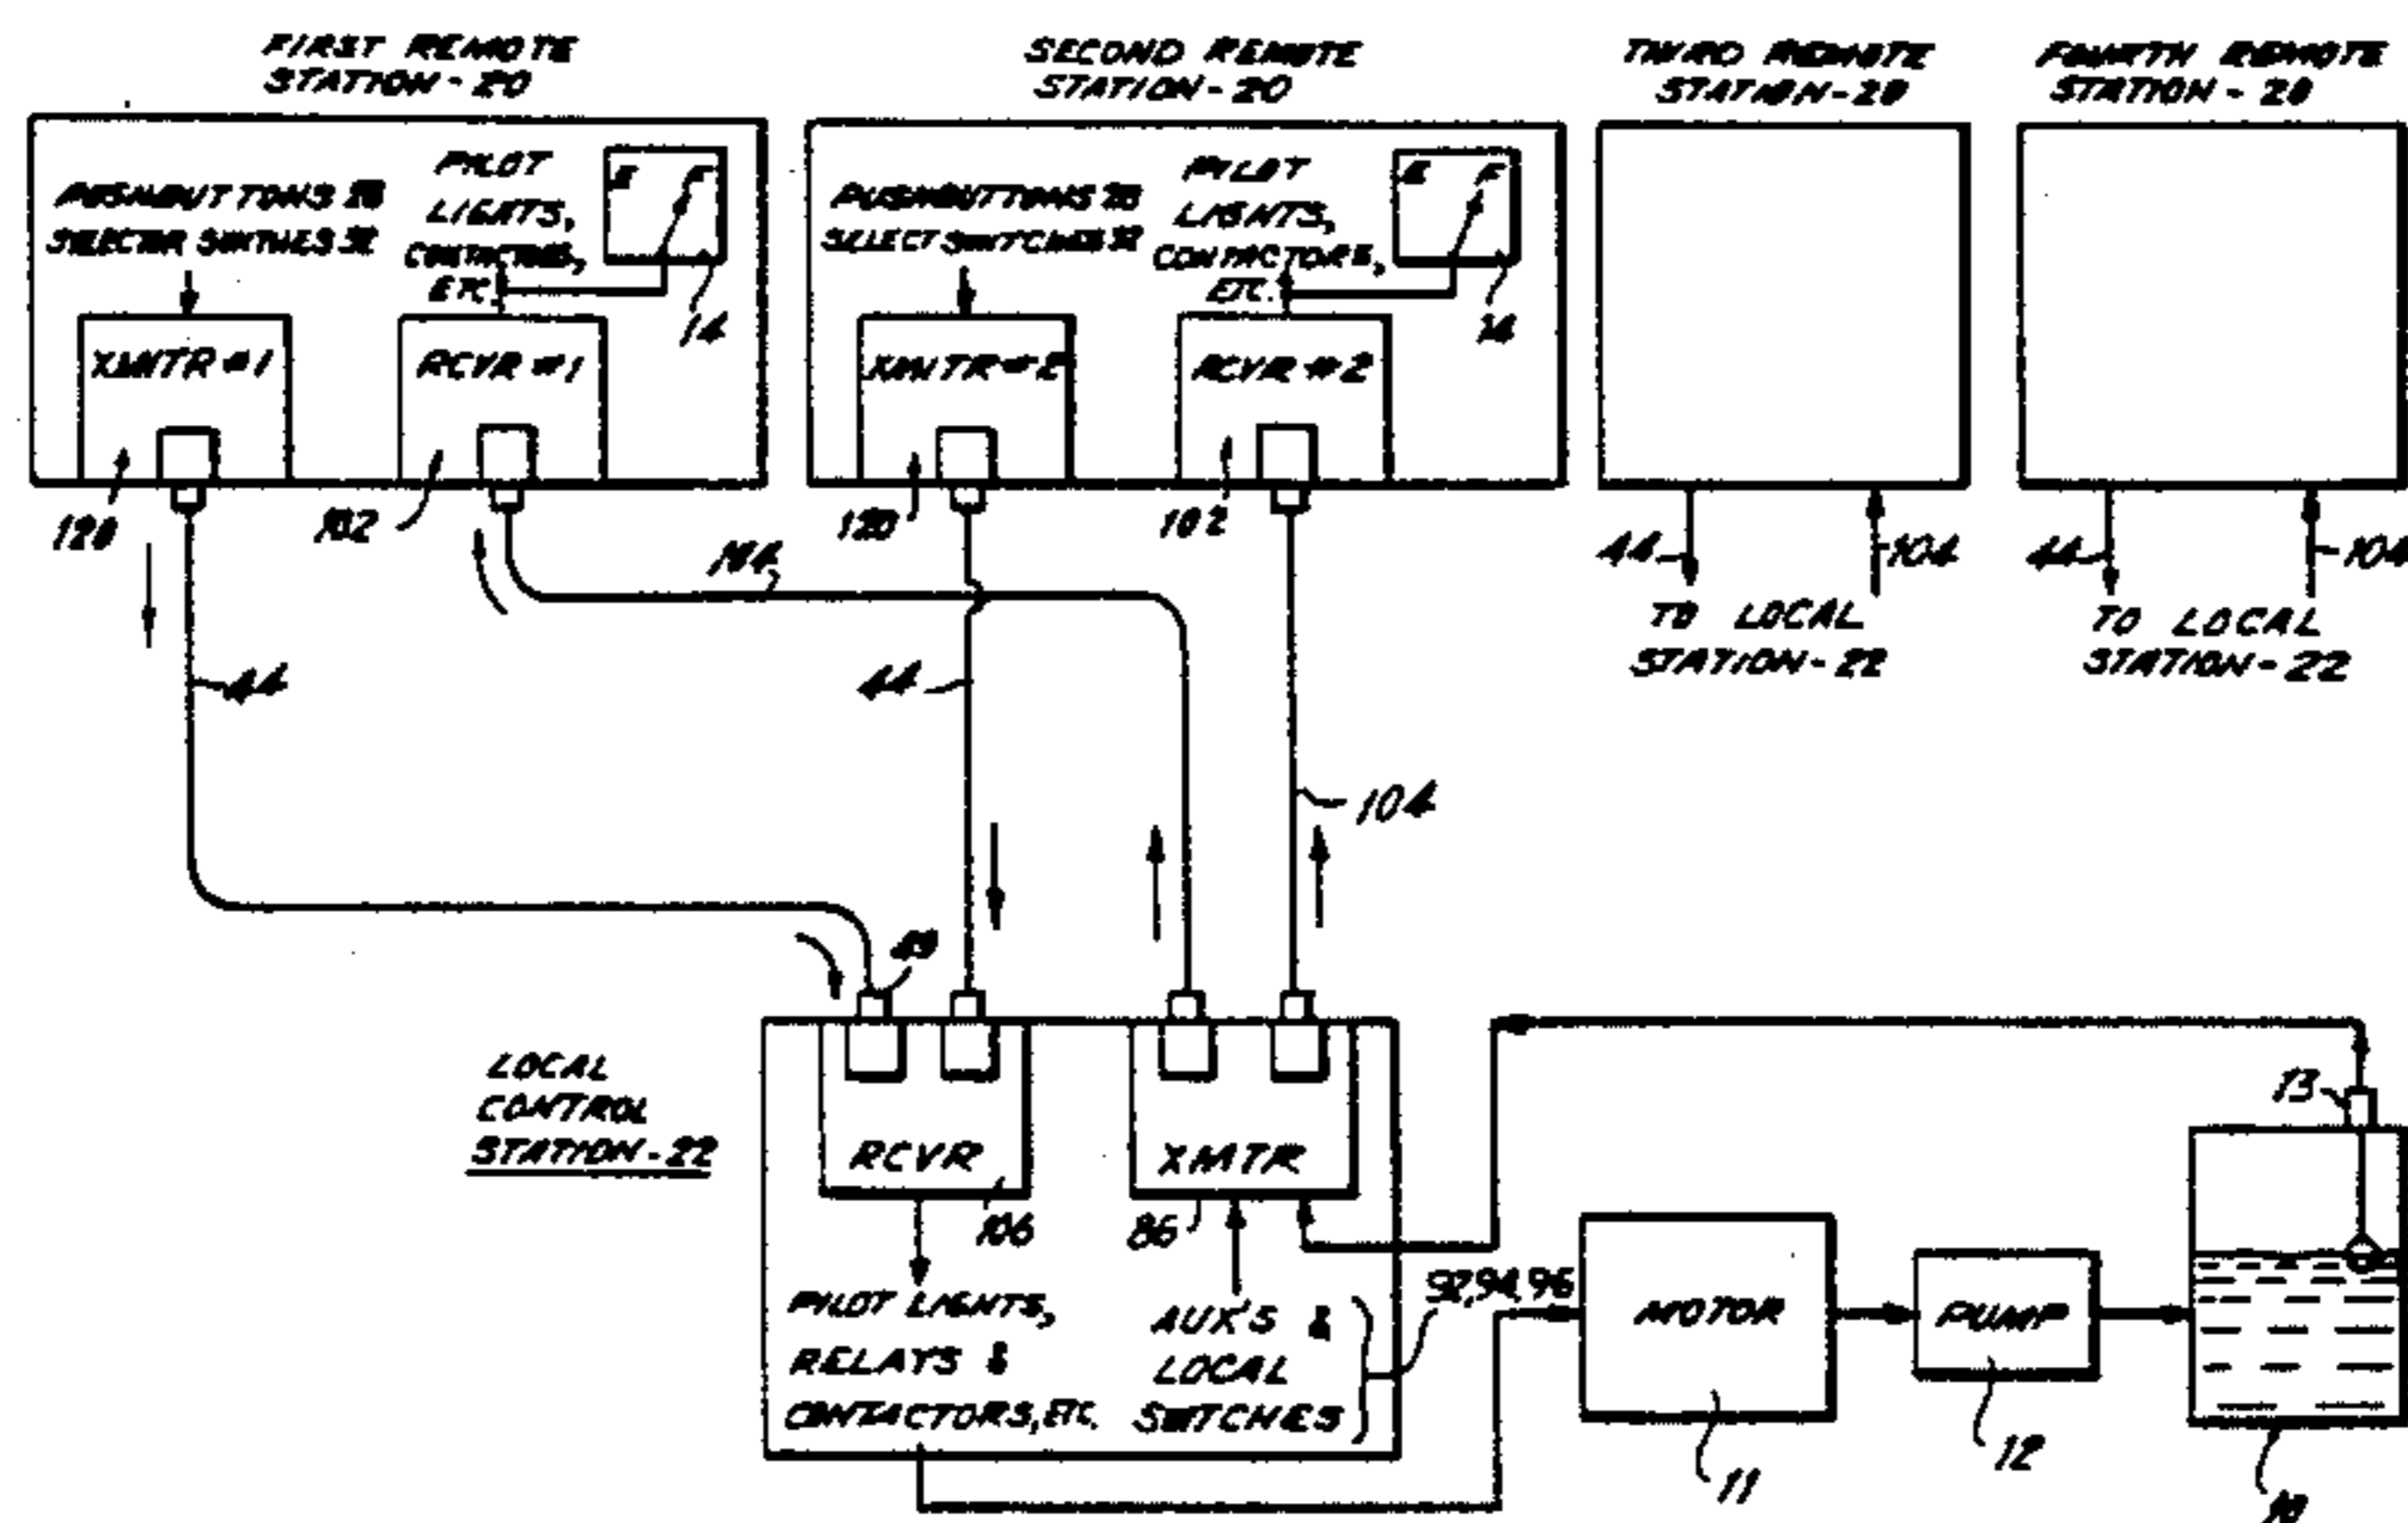 FIRST REMOTE
STATION - 20
SECOND REMOTE
STATION - 20
THIRD REMOTE
STATION - 20
FOURTH REMOTE
STATION - 20
PUSHBUTTONS
SELECTOR SWITCHES
PILOT
LIGHTS,
CONTACTORS,
ETC.
E F
14
XMTR #1
RCVR #1
120
102
PUSHBUTTONS
SELECT SWITCHES
PILOT
LIGHTS,
CONTACTORS,
ETC.
E F
14
XMTR #2
RCVR #2
120
102
44
104
TO LOCAL
STATION - 22
44
104
TO LOCAL
STATION - 22
104
44
44
104
LOCAL
CONTROL
STATION - 22
RCVR
106
XMTR
86
PILOT LIGHTS,
RELAYS &
CONTACTORS, ETC.
AUX'S &
LOCAL
SWITCHES
92, 94, 96
MOTOR
11
PUMP
12
13
10